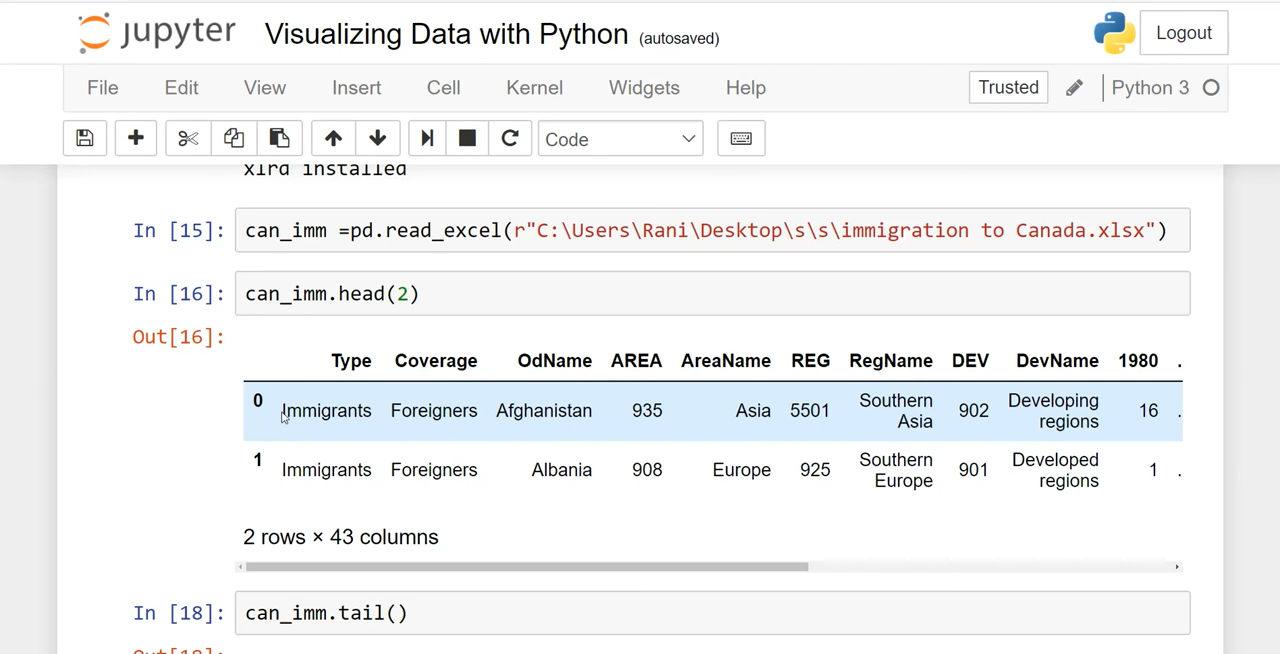 jupyter Visualizing Data with Python (autosaved) Logout
File Edit View Insert Cell Kernel Widgets Help Trusted Python 3
Code
xlrd installed
In [15]: can_imm =pd.read_excel(r"C:\Users\Rani\Desktop\s\s\immigration to Canada.xlsx")
In [16]: can_imm.head(2)
Out[16]:
Type Coverage OdName AREA AreaName REG RegName DEV DevName 1980 .
0 Immigrants Foreigners Afghanistan 935 Asia 5501 Southern Asia 902 Developing regions 16 .
1 Immigrants Foreigners Albania 908 Europe 925 Southern Europe 901 Developed regions 1 .
2 rows × 43 columns
In [18]: can_imm.tail()
Out[18]: